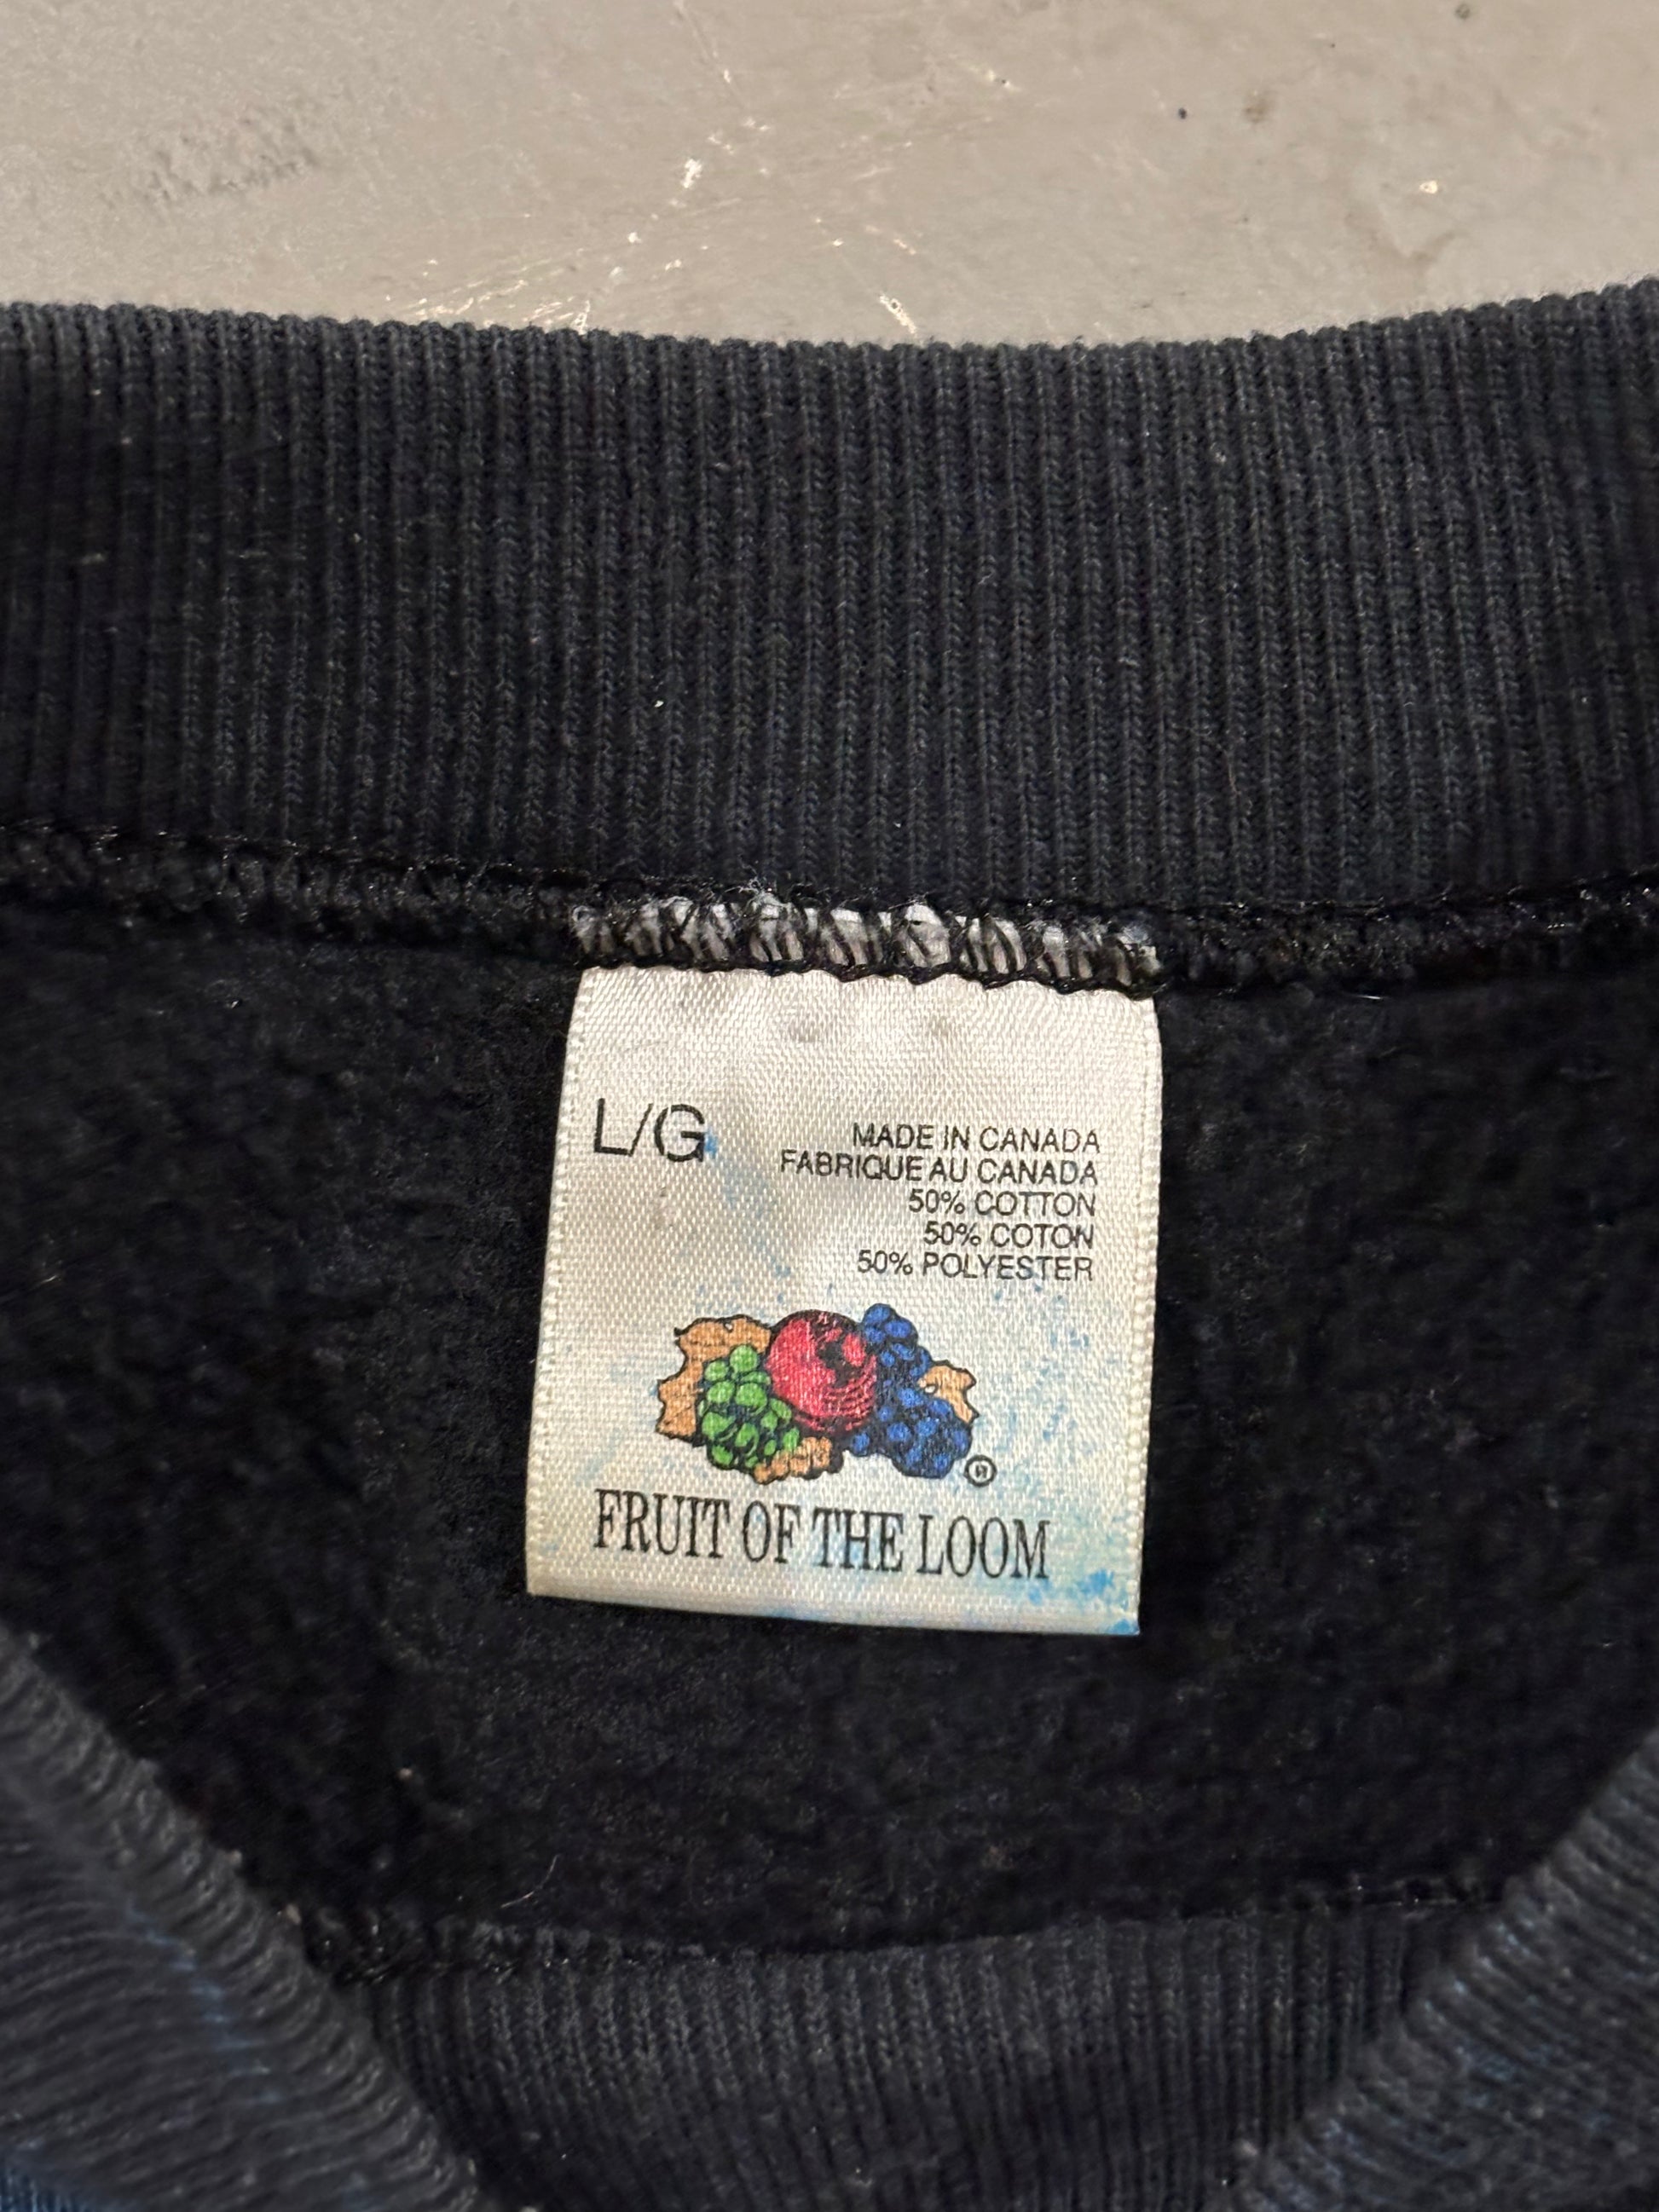 L/G
MADE IN CANADA
FABRIQUE AU CANADA
50% COTTON
50% COTON
50% POLYESTER
®
FRUIT OF THE LOOM